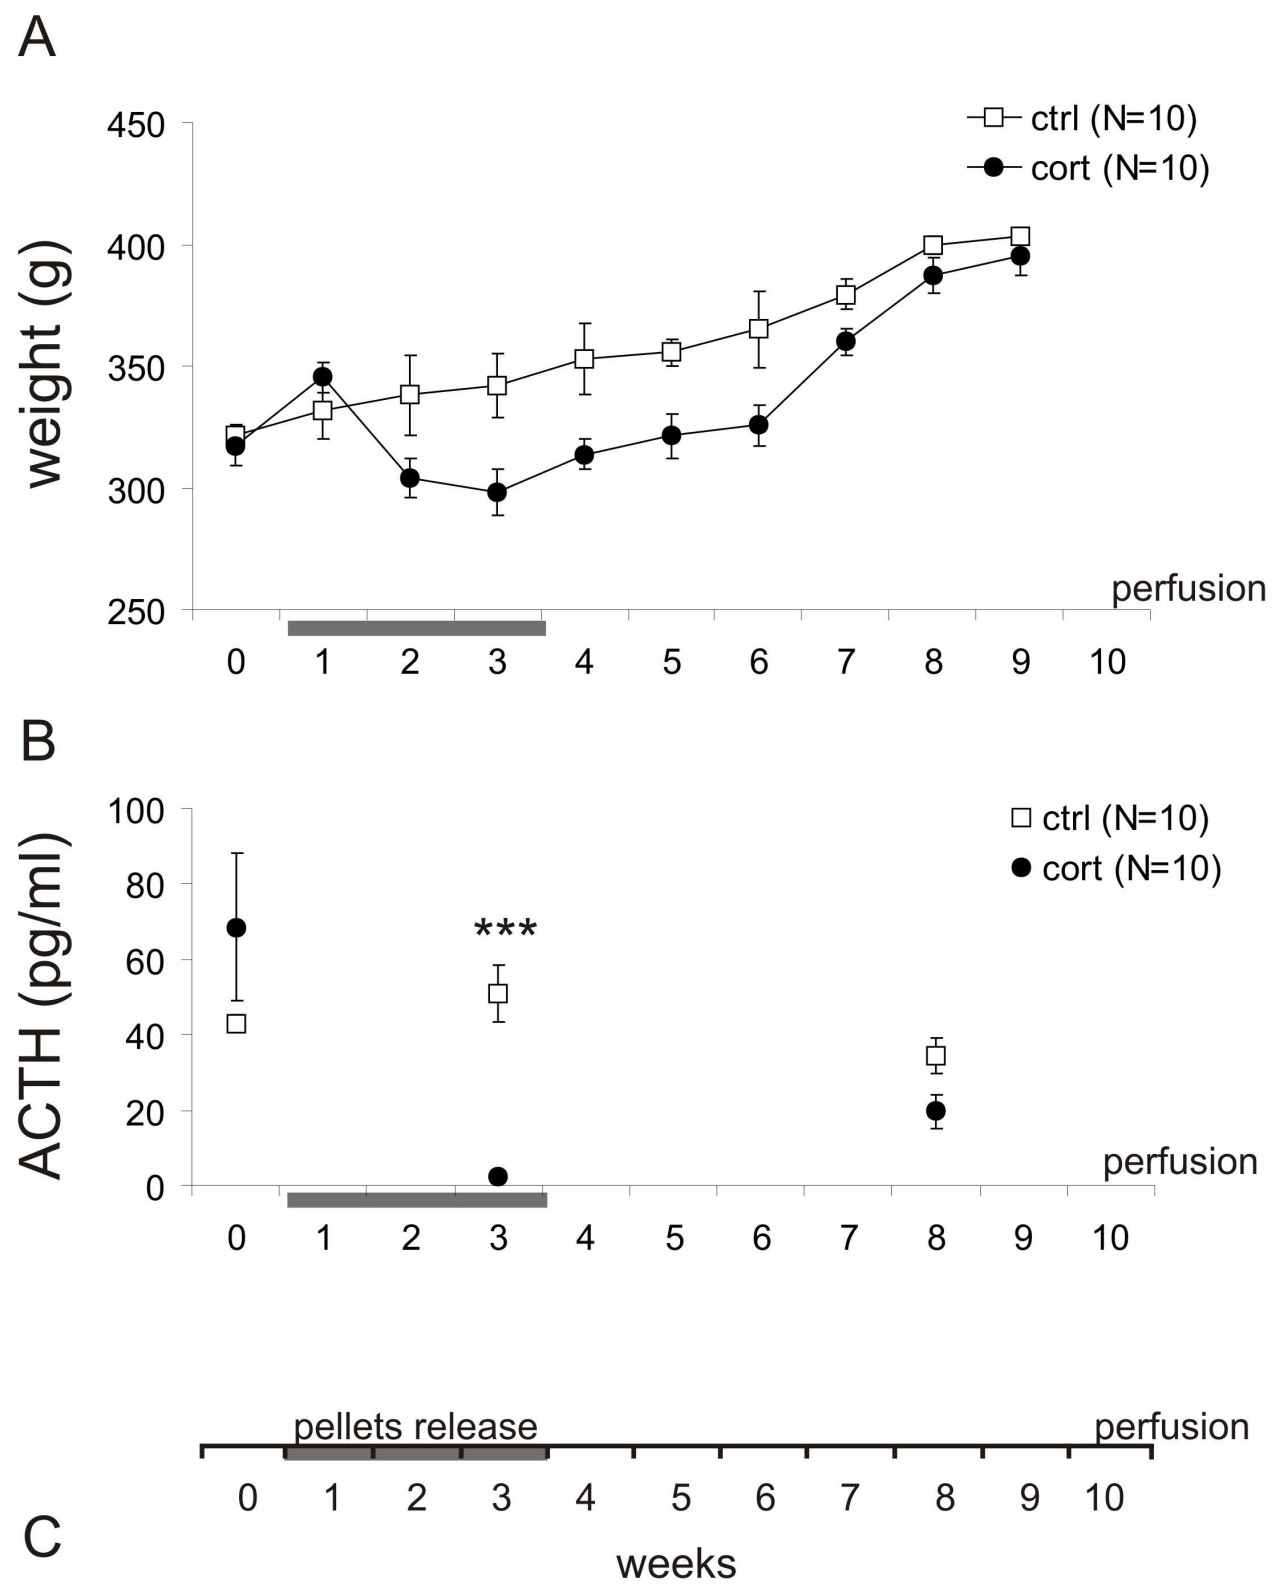 A
450
ctrl (N=10)
cort (N=10)
400
350
300
250
weight (g)
perfusion
0 1 2 3 4 5 6 7 8 9 10
B
100
ctrl (N=10)
cort (N=10)
80
60
40
20
0
ACTH (pg/ml)
***
perfusion
0 1 2 3 4 5 6 7 8 9 10
pellets release perfusion
0 1 2 3 4 5 6 7 8 9 10
C
weeks